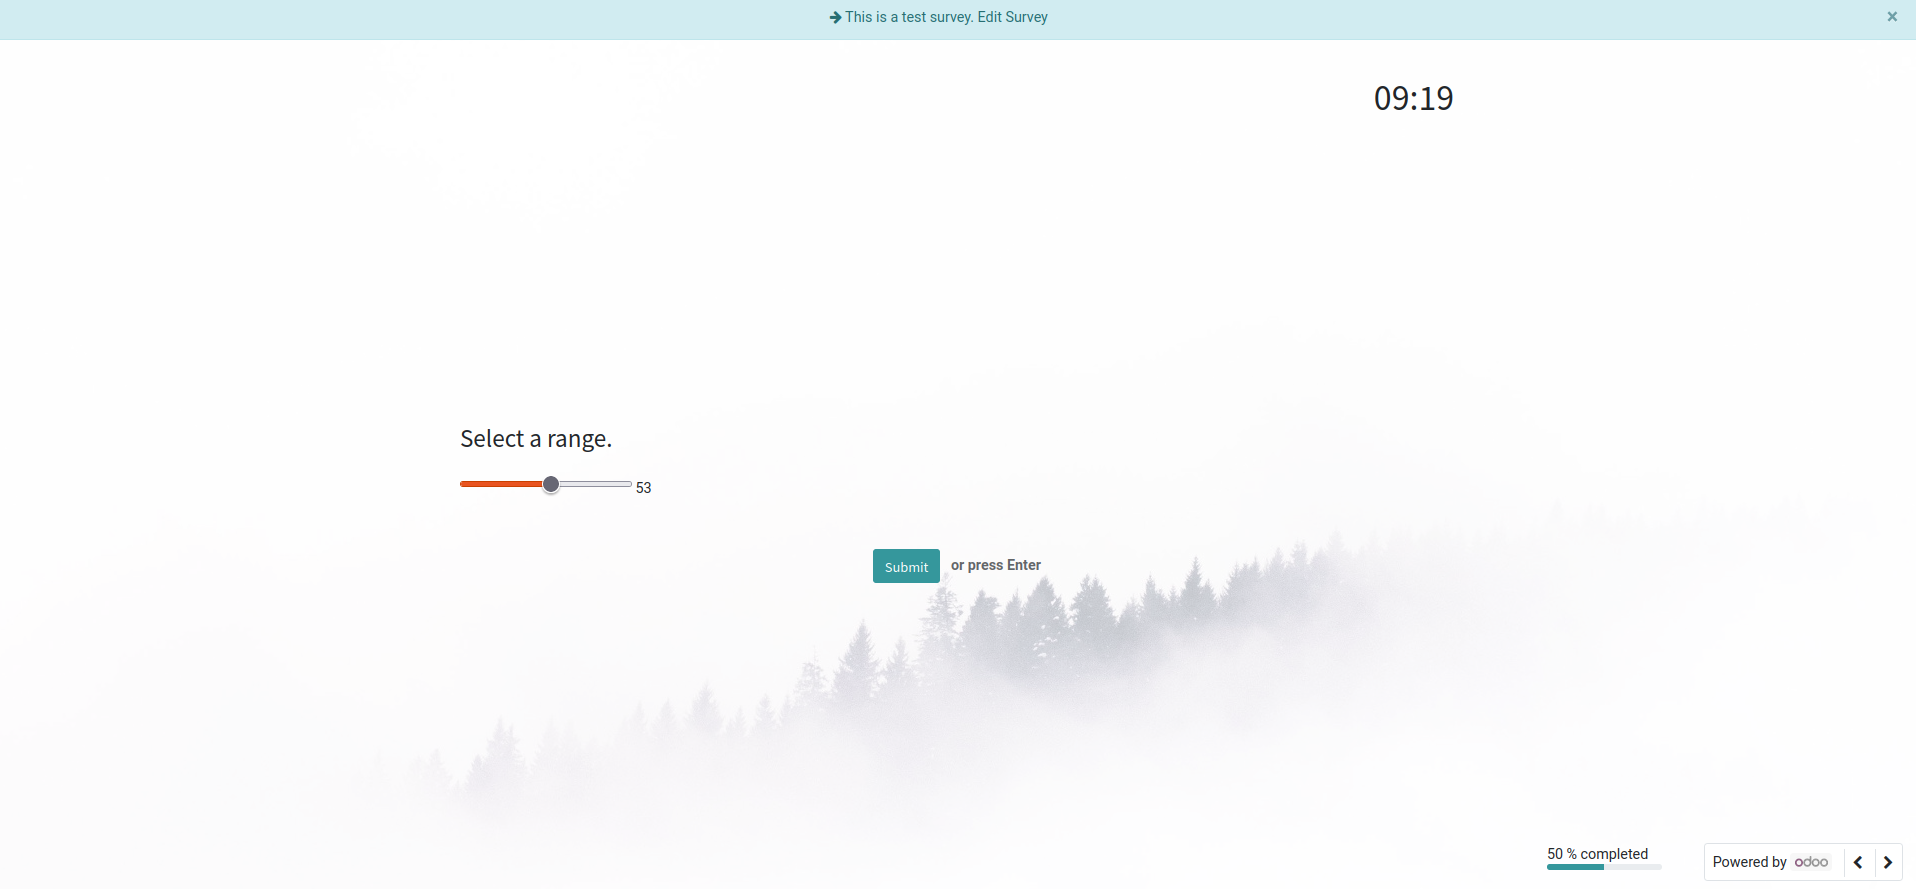 This is a test survey. Edit Survey ×
09:19
Select a range.
53
Submit or press Enter
50 % completed
Powered by odoo